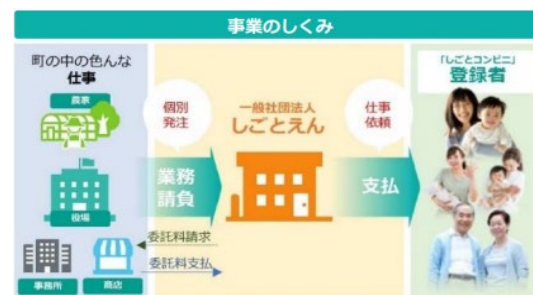 事業のしくみ
町の中の色んな
仕事
農家
役場
事務所
商店
個別
発注
業務
請負
委託料請求
委託料支払
一般社団法人
しごとえん
仕事
依頼
支払
「しごとコンビニ」
登録者